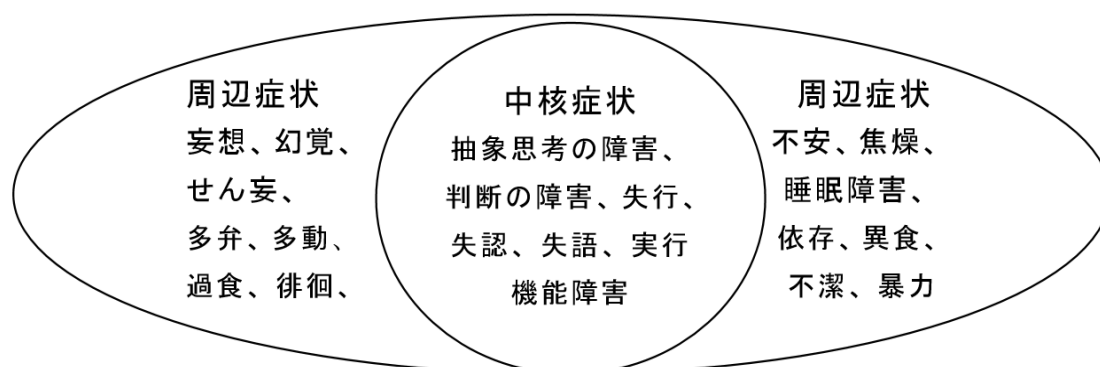 周辺症状
妄想、幻覚、
せん妄、
多弁、多動、
過食、徘徊、
中核症状
抽象思考の障害、
判断の障害、失行、
失認、失語、実行
機能障害
周辺症状
不安、焦燥、
睡眠障害、
依存、異食、
不潔、暴力